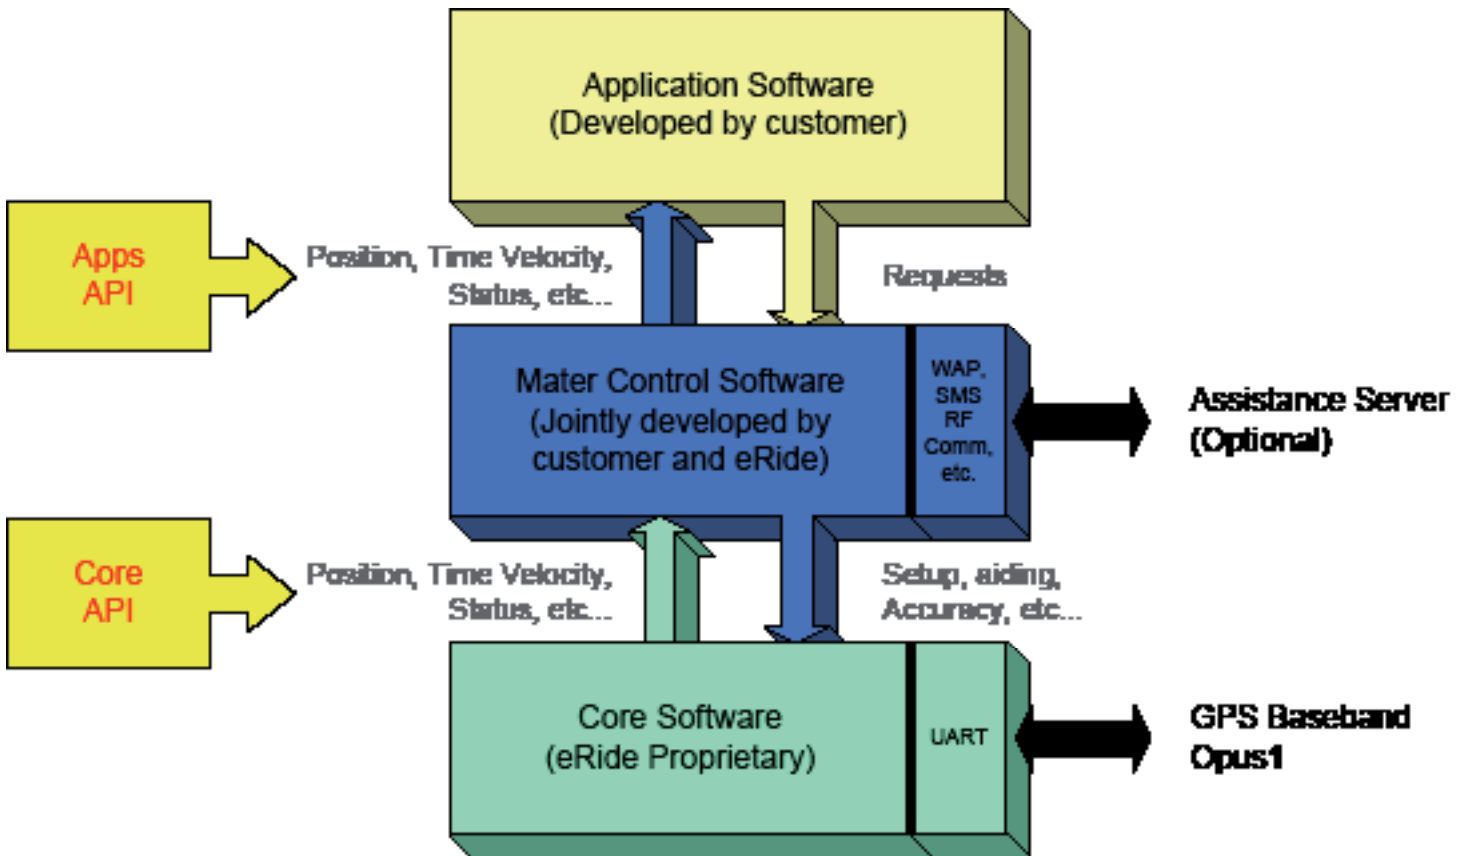 Application Software
(Developed by customer)
Apps
API
Position, Time Velocity,
Status, etc...
Requests
Mater Control Software
(Jointly developed by
customer and eRide)
WAP,
SMS
RF
Comm,
etc.
Assistance Server
(Optional)
Core
API
Position, Time Velocity,
Status, etc...
Setup, aiding,
Accuracy, etc...
Core Software
(eRide Proprietary)
UART
GPS Baseband
Opus1